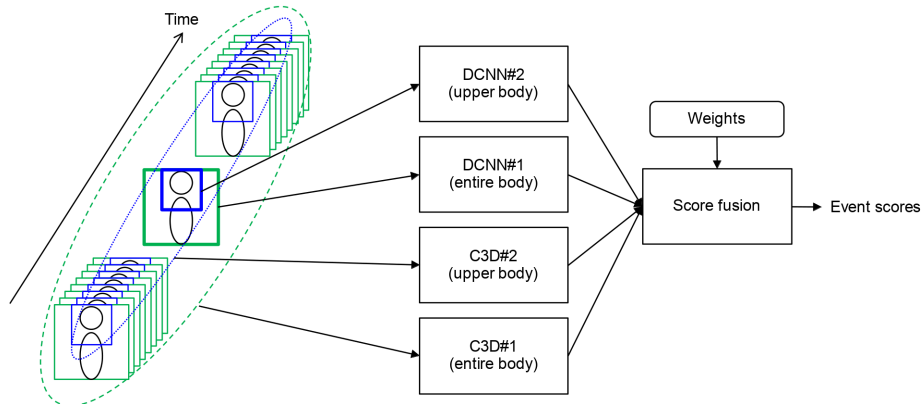 Time
DCNN#2
(upper body)
DCNN#1
(entire body)
C3D#2
(upper body)
C3D#1
(entire body)
Weights
Score fusion
Event scores